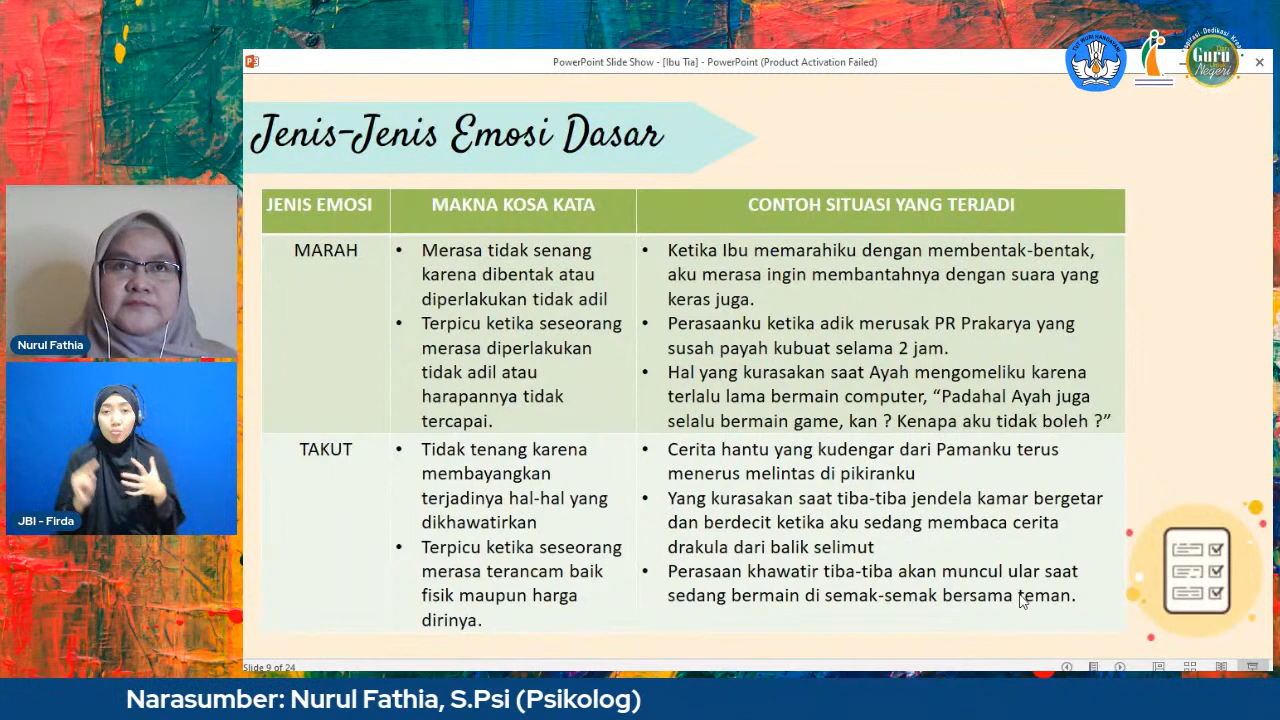 PowerPoint Slide Show - [Ibu Tia] - PowerPoint (Product Activation Failed)
TUT WURI HANDAYANI
Dedikasi
Guru
Negeri
Jenis-Jenis Emosi Dasar
JENIS EMOSI
MAKNA KOSA KATA
CONTOH SITUASI YANG TERJADI
MARAH
• Merasa tidak senang
karena dibentak atau
diperlakukan tidak adil
• Terpicu ketika seseorang
merasa diperlakukan
tidak adil atau
harapannya tidak
tercapai.
• Ketika Ibu memarahiku dengan membentak-bentak,
aku merasa ingin membantahnya dengan suara yang
keras juga.
• Perasaanku ketika adik merusak PR Prakarya yang
susah payah kubuat selama 2 jam.
• Hal yang kurasakan saat Ayah mengomeliku karena
terlalu lama bermain computer, “Padahal Ayah juga
selalu bermain game, kan ? Kenapa aku tidak boleh ?”
TAKUT
• Tidak tenang karena
membayangkan
terjadinya hal-hal yang
dikhawatirkan
• Terpicu ketika seseorang
merasa terancam baik
fisik maupun harga
dirinya.
• Cerita hantu yang kudengar dari Pamanku terus
menerus melintas di pikiranku
• Yang kurasakan saat tiba-tiba jendela kamar bergetar
dan berdecit ketika aku sedang membaca cerita
drakula dari balik selimut
• Perasaan khawatir tiba-tiba akan muncul ular saat
sedang bermain di semak-semak bersama teman.
Nurul Fathia
JBI - Firda
Slide 9 of 24
Narasumber: Nurul Fathia, S.Psi (Psikolog)